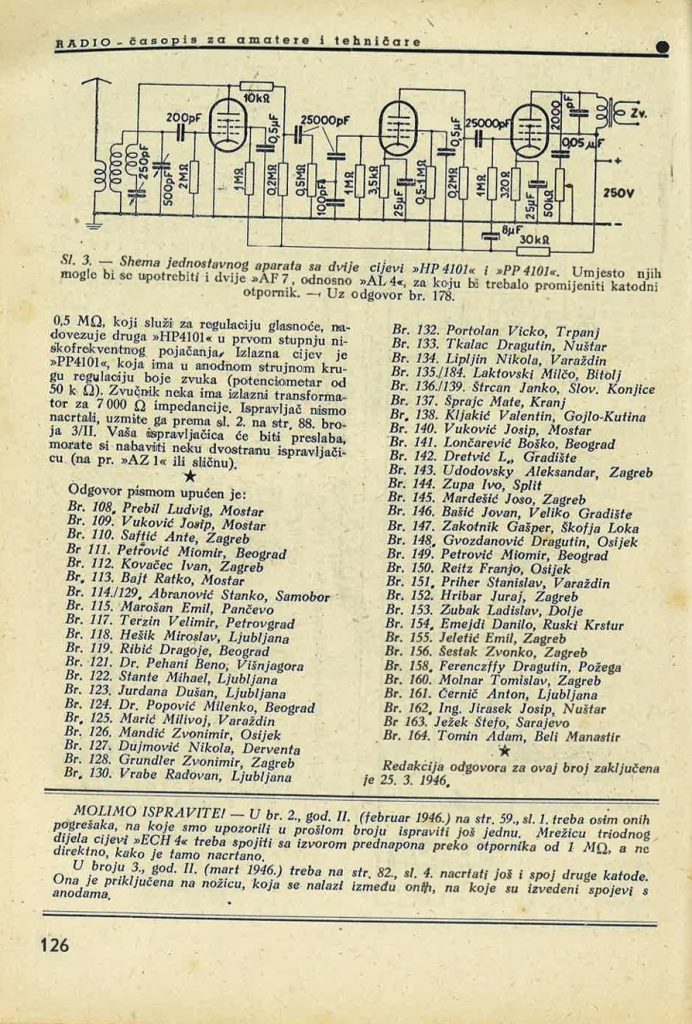 RADIO - časopis za amatere i tehničare
10kΩ
200pF
0,5μF
25000pF
0,5μF
25000pF
2000
pF
Zv.
0,05 μF
250pF
500pF
2MΩ
1MΩ
0,2MΩ
0,5MΩ
100pF
1MΩ
3,5kΩ
25μF
0,5-1MΩ
0,2MΩ
1MΩ
320Ω
25μF
50kΩ
+
250V
-
8μF
30kΩ
Sl. 3. — Shema jednostavnog aparata sa dvije cijevi »HP 4101« i »PP 4101«. Umjesto njih
mogle bi se upotrebiti i dvije »AF 7, odnosno »AL 4«, za koju bi trebalo promijeniti katodni
otpornik. — Uz odgovor br. 178.
0,5 MΩ, koji služi za regulaciju glasnoće, na-
dovezuje druga »HP4101« u prvom stupnju ni-
skofrekventnog pojačanja, Izlazna cijev je
»PP4101«, koja ima u anodnom strujnom kru-
gu regulaciju boje zvuka (potenciometar od
50 k Ω). Zvučnik neka ima izlazni transforma-
tor za 7 000 Ω impedancije. Ispravljač nismo
nacrtali, uzmite ga prema sl. 2. na str. 88. bro-
ja 3/II. Vaša ispravljačica će biti preslaba,
morate si nabaviti neku dvostranu ispravljači-
cu (na pr. »AZ 1« ili sličnu).
★
Odgovor pismom upućen je:
Br. 108, Prebil Ludvig, Mostar
Br. 109. Vuković Josip, Mostar
Br. 110. Saftić Ante, Zagreb
Br 111. Petrović Miomir, Beograd
Br. 112. Kovačec Ivan, Zagreb
Br, 113. Bajt Ratko, Mostar
Br. 114./129, Abranović Stanko, Samobor
Br. 115. Marošan Emil, Pančevo
Br. 117. Terzin Velimir, Petrovgrad
Br. 118. Hešik Miroslav, Ljubljana
Br. 119. Ribić Dragoje, Beograd
Br. 121. Dr. Pehani Beno, Višnjagora
Br. 122. Stante Mihael, Ljubljana
Br. 123. Jurdana Dušan, Ljubljana
Br. 124. Dr. Popović Milenko, Beograd
Br, 125. Marić Milivoj, Varaždin
Br. 126. Mandić Zvonimir, Osijek
Br. 127. Dujmović Nikola, Derventa
Br. 128. Grundler Zvonimir, Zagreb
Br, 130. Vrabe Radovan, Ljubljana
Br. 132. Portolan Vicko, Trpanj
Br. 133. Tkalac Dragutin, Nuštar
Br. 134. Lipljin Nikola, Varaždin
Br. 135./184. Laktovski Milčo, Bitolj
Br. 136./139. Štrcan Janko, Slov. Konjice
Br. 137. Šprajc Mate, Kranj
Br, 138. Kljakić Valentin, Gojlo-Kutina
Br. 140. Vuković Josip, Mostar
Br. 141. Lončarević Boško, Beograd
Br. 142. Dretvić L,, Gradište
Br. 143. Udodovsky Aleksandar, Zagreb
Br. 144. Zupa Ivo, Split
Br. 145. Mardešić Joso, Zagreb
Br. 146. Bašić Jovan, Veliko Gradište
Br. 147. Zakotnik Gašper, Škofja Loka
Br. 148, Gvozdanović Dragutin, Osijek
Br. 149. Petrović Miomir, Beograd
Br. 150. Reitz Franjo, Osijek
Br. 151, Priher Stanislav, Varaždin
Br. 152. Hribar Juraj, Zagreb
Br. 153. Zubak Ladislav, Dolje
Br. 154, Emejdi Danilo, Ruski Krstur
Br. 155. Jeletić Emil, Zagreb
Br. 156. Šestak Zvonko, Zagreb
Br. 158, Ferenczffy Dragutin, Požega
Br. 160. Molnar Tomislav, Zagreb
Br. 161. Černič Anton, Ljubljana
Br. 162, Ing. Jirasek Josip, Nuštar
Br 163. Ježek Štefo, Sarajevo
Br. 164. Tomin Adam, Beli Manastir
★
Redakcija odgovora za ovaj broj zaključena
je 25. 3. 1946,
MOLIMO ISPRAVITE! — U br. 2., god. II. (februar 1946.) na str. 59., sl. 1. treba osim onih
pogrešaka, na koje smo upozorili u prošlom broju ispraviti još jednu. Mrežicu triodnog
dijela cijevi »ECH 4« treba spojiti sa izvorom prednapona preko otpornika od 1 MΩ, a ne
direktno, kako je tamo nacrtano.
U broju 3., god. II. (mart 1946.) treba na str. 82., sl. 4. nacrtati još i spoj druge katode.
Ona je priključena na nožicu, koja se nalazi između onih, na koje su izvedeni spojevi s
anodama,
126